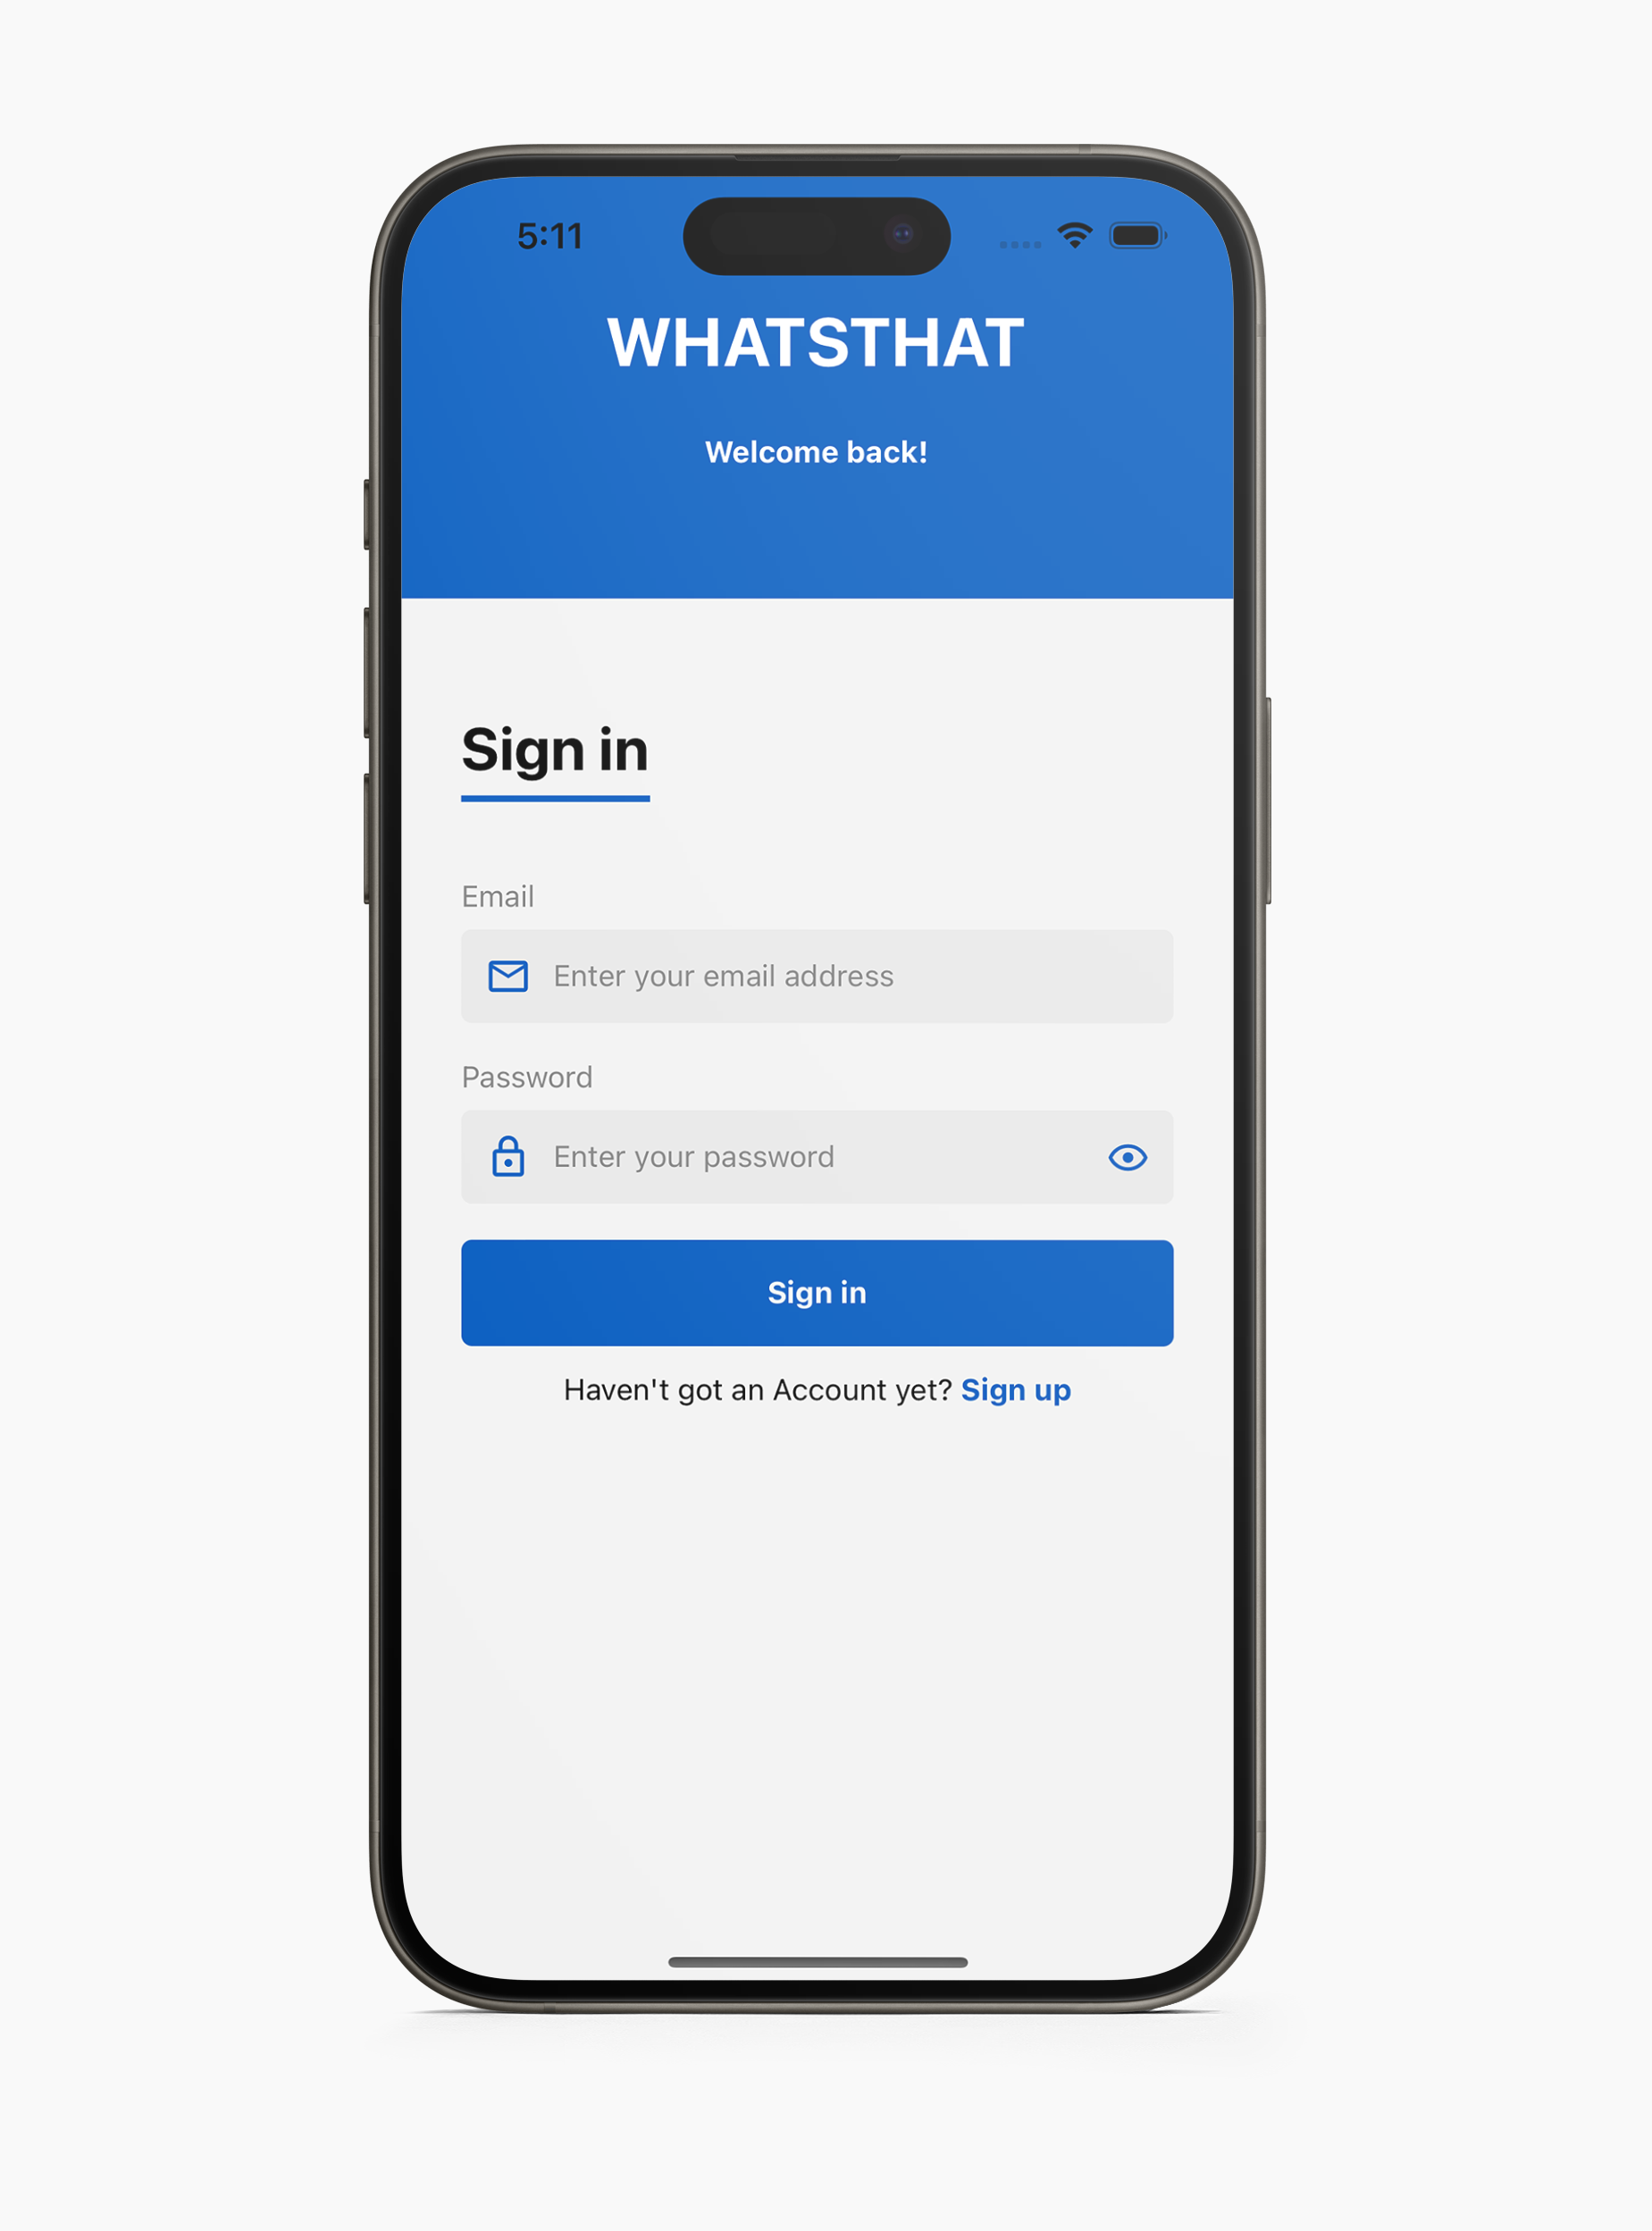 5:11
WHATSTHAT
Welcome back!
Sign in
Email
Enter your email address
Password
Enter your password
Sign in
Haven't got an Account yet? Sign up